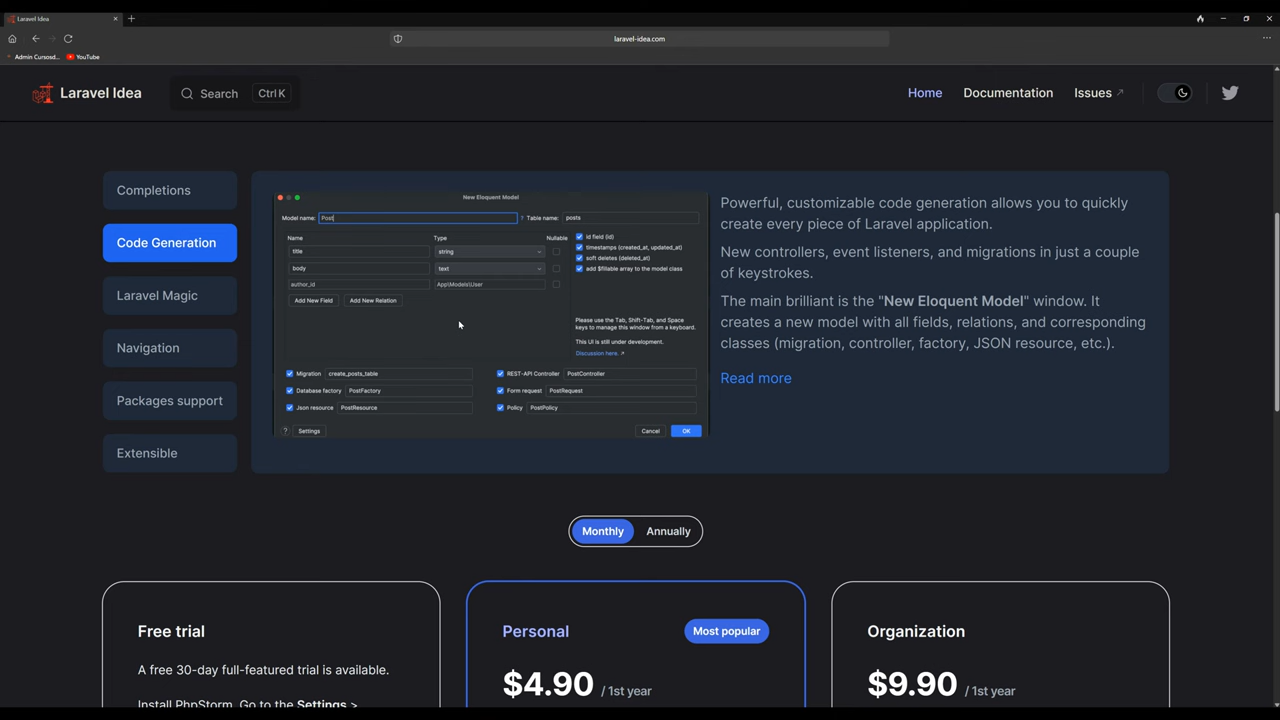 Laravel Idea
laravel-idea.com
Admin Cursosd...
YouTube
Laravel Idea
Search
Ctrl K
Home
Documentation
Issues
Completions
Code Generation
Laravel Magic
Navigation
Packages support
Extensible
New Eloquent Model
Model name:
Post
? Table name:
posts
Name
Type
Nullable
title
string
body
text
author_id
App\Models\User
Add New Field
Add New Relation
id field (id)
timestamps (created_at, updated_at)
soft deletes (deleted_at)
add $fillable array to the model class
Please use the Tab, Shift-Tab, and Space
keys to manage this window from a keyboard.
This UI is still under development.
Discussion here.
Migration
create_posts_table
REST-API Controller
PostController
Database factory
PostFactory
Form request
PostRequest
Json resource
PostResource
Policy
PostPolicy
?
Settings
Cancel
OK
Powerful, customizable code generation allows you to quickly
create every piece of Laravel application.
New controllers, event listeners, and migrations in just a couple
of keystrokes.
The main brilliant is the "New Eloquent Model" window. It
creates a new model with all fields, relations, and corresponding
classes (migration, controller, factory, JSON resource, etc.).
Read more
Monthly
Annually
Free trial
A free 30-day full-featured trial is available.
Install PhpStorm. Go to the Settings >
Personal
Most popular
$4.90 / 1st year
Organization
$9.90 / 1st year